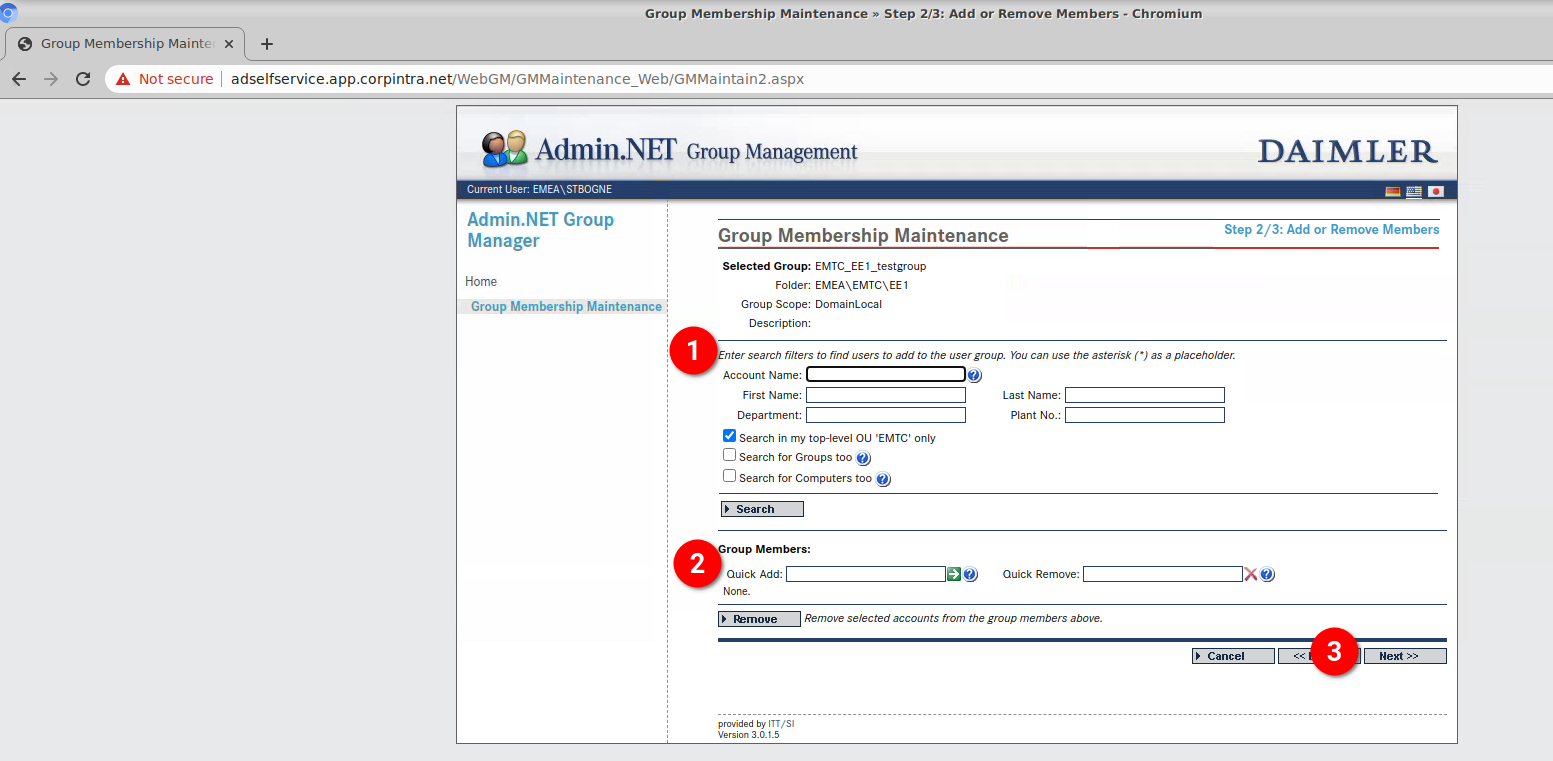 Group Membership Maintenance » Step 2/3: Add or Remove Members - Chromium
Group Membership Mainte
Not secure adselfservice.app.corpintra.net/WebGM/GMMaintenance_Web/GMMaintain2.aspx
Admin.NET Group Management DAIMLER
Current User: EMEA\STBOGNE
Admin.NET Group
Manager
Home
Group Membership Maintenance
Group Membership Maintenance Step 2/3: Add or Remove Members
Selected Group: EMTC_EE1_testgroup
Folder: EMEA\EMTC\EE1
Group Scope: DomainLocal
Description:
1
Enter search filters to find users to add to the user group. You can use the asterisk (*) as a placeholder.
Account Name: ?
First Name: Last Name:
Department: Plant No.:
Search in my top-level OU 'EMTC' only
Search for Groups too ?
Search for Computers too ?
Search
Group Members:
2
Quick Add: ? Quick Remove: ?
None.
Remove Remove selected accounts from the group members above.
Cancel << 3 Next >>
provided by ITT/SI
Version 3.0.1.5